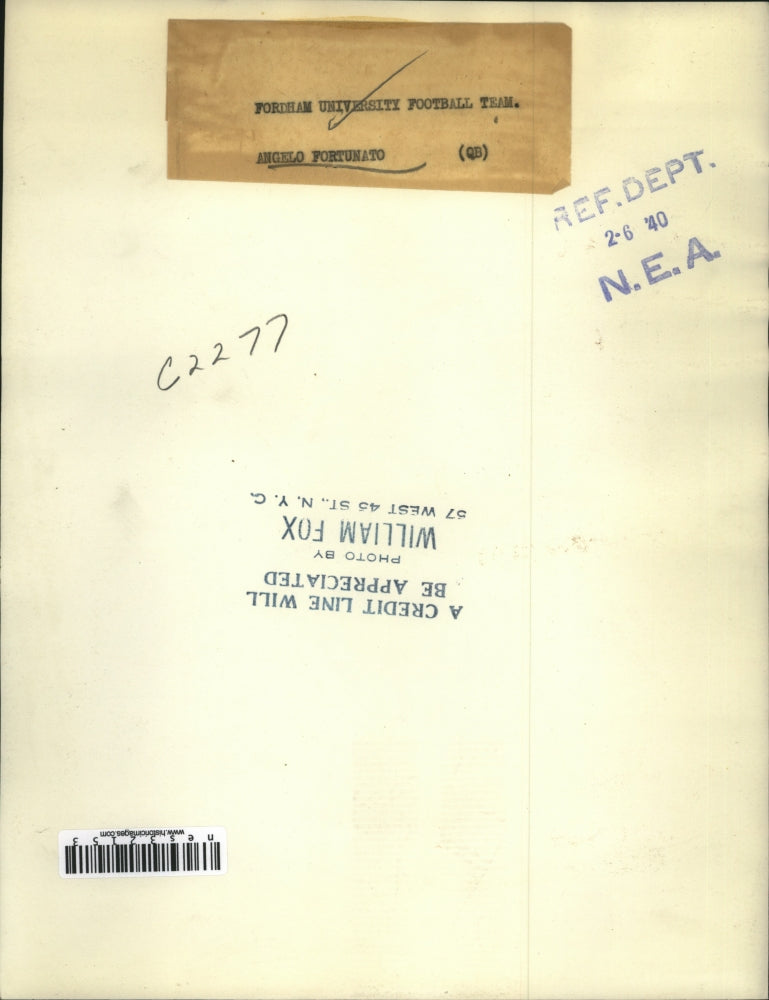 FORDHAM UNIVERSITY FOOTBALL TEAM.
ANGELO FORTUNATO (QB)
REF. DEPT.
2-6 '40
N.E.A.
C2277
A CREDIT LINE WILL
BE APPRECIATED
PHOTO BY
WILLIAM FOX
57 WEST 45 ST., N. Y. C.
www.historicimages.com
nes32153